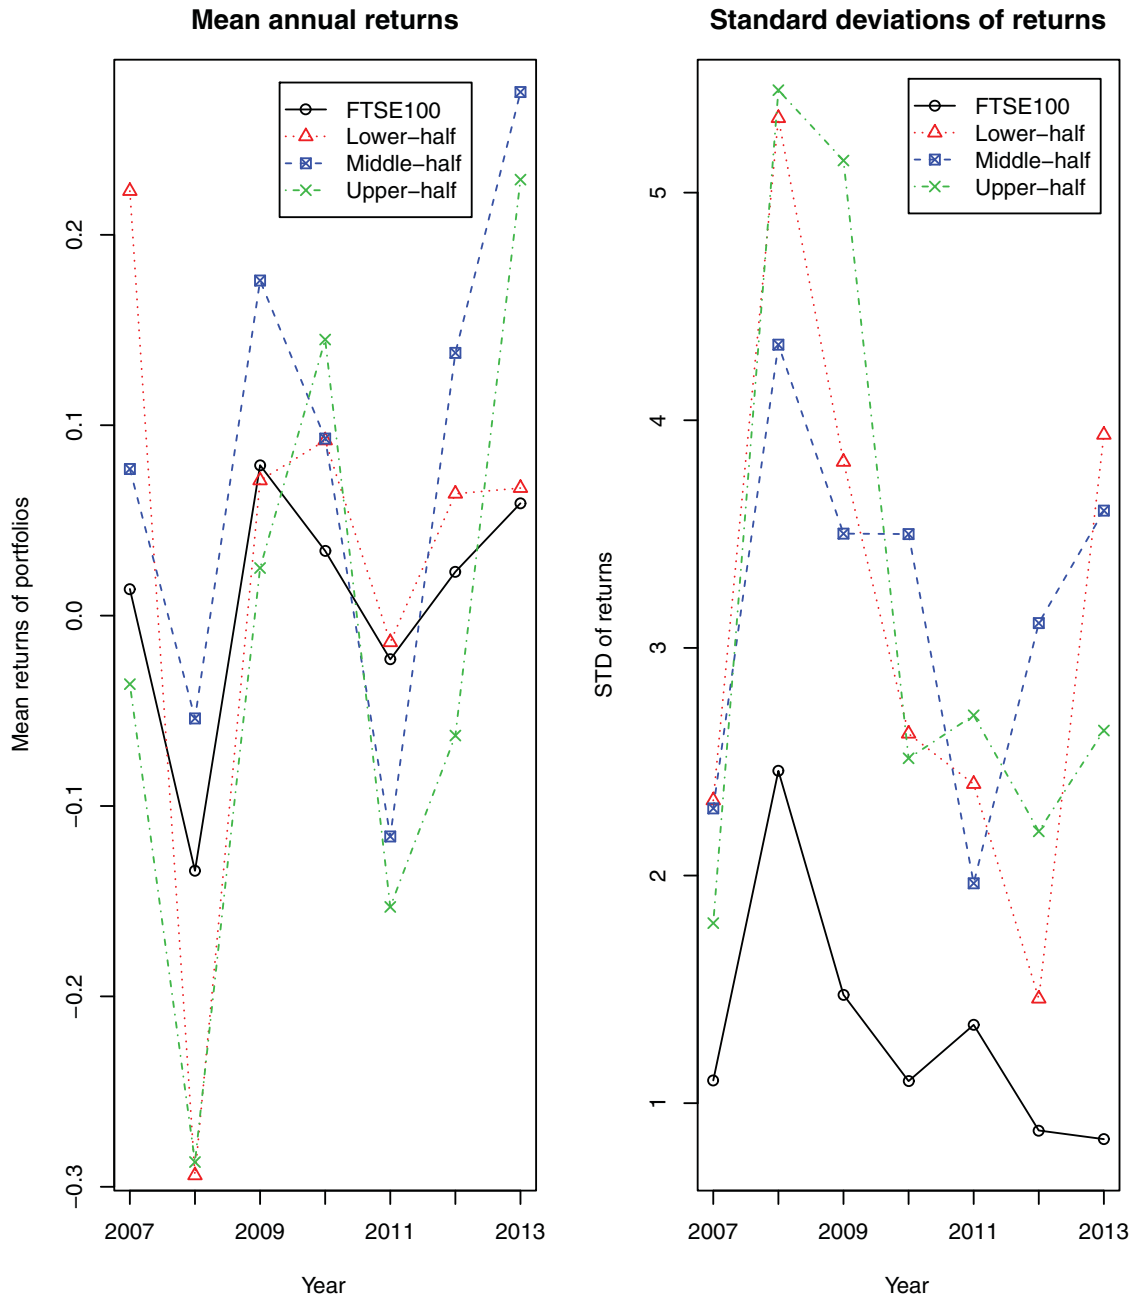 Mean annual returns
FTSE100
Lower−half
Middle−half
Upper−half
Mean returns of portfolios
0.2
0.1
0.0
−0.1
−0.2
−0.3
2007
2009
2011
2013
Year
Standard deviations of returns
FTSE100
Lower−half
Middle−half
Upper−half
STD of returns
5
4
3
2
1
2007
2009
2011
2013
Year